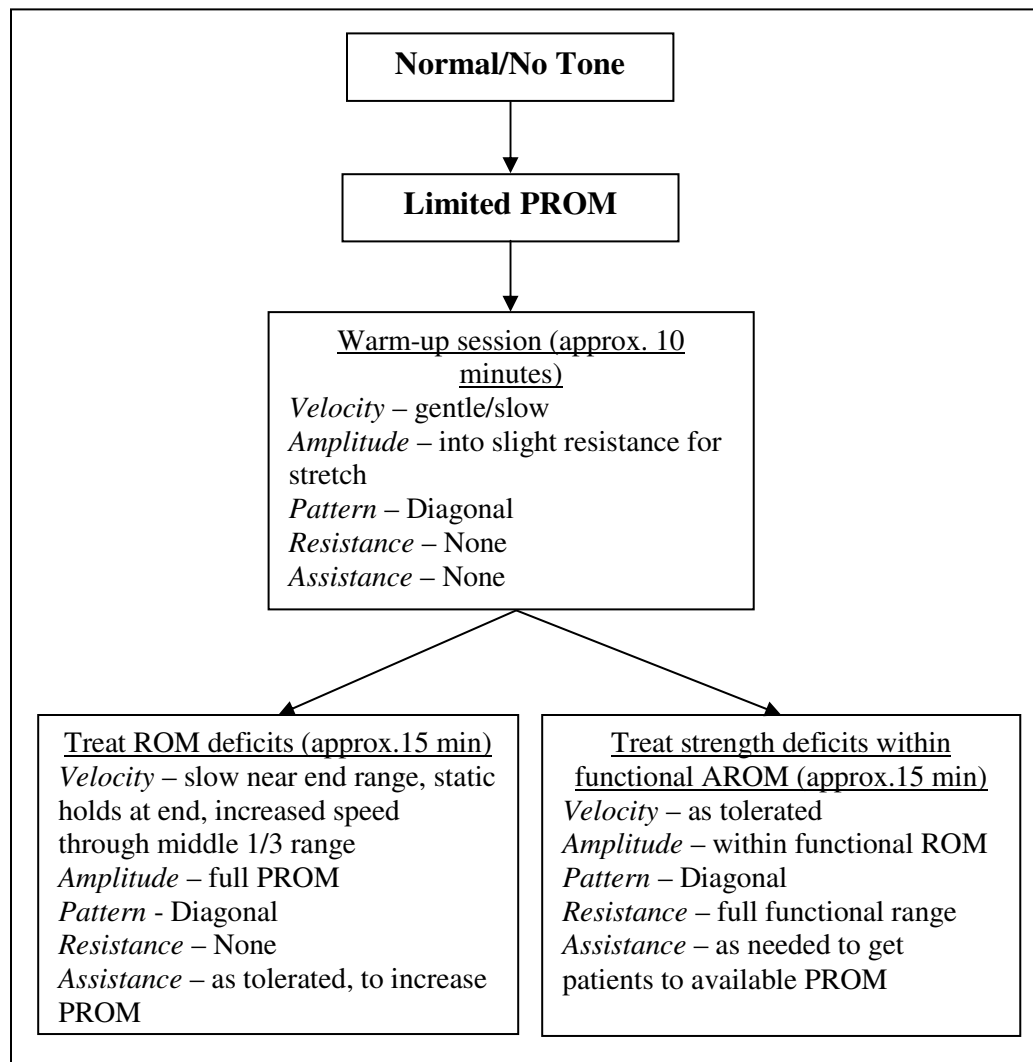 Normal/No Tone
Limited PROM
Warm-up session (approx. 10
minutes)
Velocity – gentle/slow
Amplitude – into slight resistance for
stretch
Pattern – Diagonal
Resistance – None
Assistance – None
Treat ROM deficits (approx.15 min)
Velocity – slow near end range, static
holds at end, increased speed
through middle 1/3 range
Amplitude – full PROM
Pattern - Diagonal
Resistance – None
Assistance – as tolerated, to increase
PROM
Treat strength deficits within
functional AROM (approx.15 min)
Velocity – as tolerated
Amplitude – within functional ROM
Pattern – Diagonal
Resistance – full functional range
Assistance – as needed to get
patients to available PROM